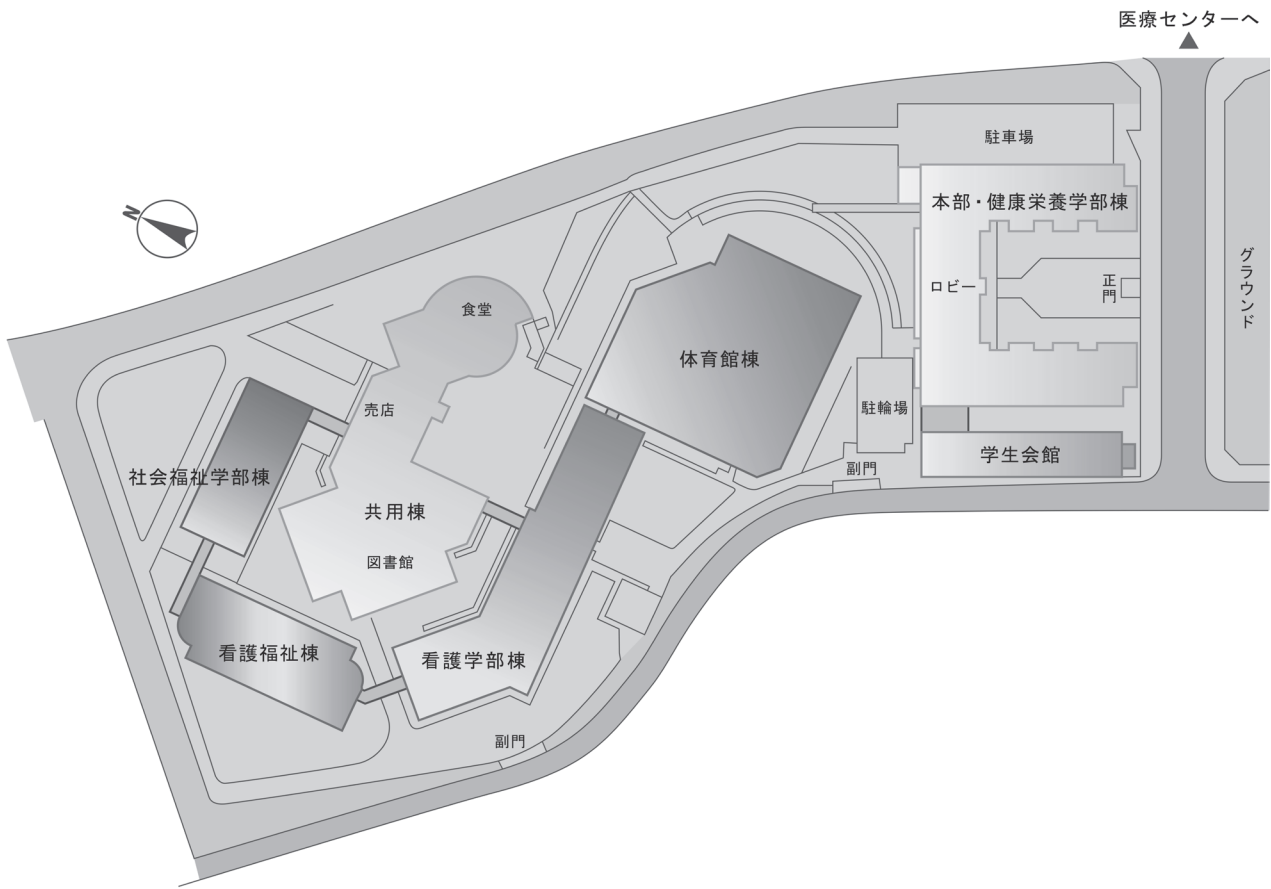 医療センターへ
駐車場
本部・健康栄養学部棟
N
グラウンド
ロビー
正門
食堂
体育館棟
売店
駐輪場
学生会館
副門
社会福祉学部棟
共用棟
図書館
看護福祉棟
看護学部棟
副門